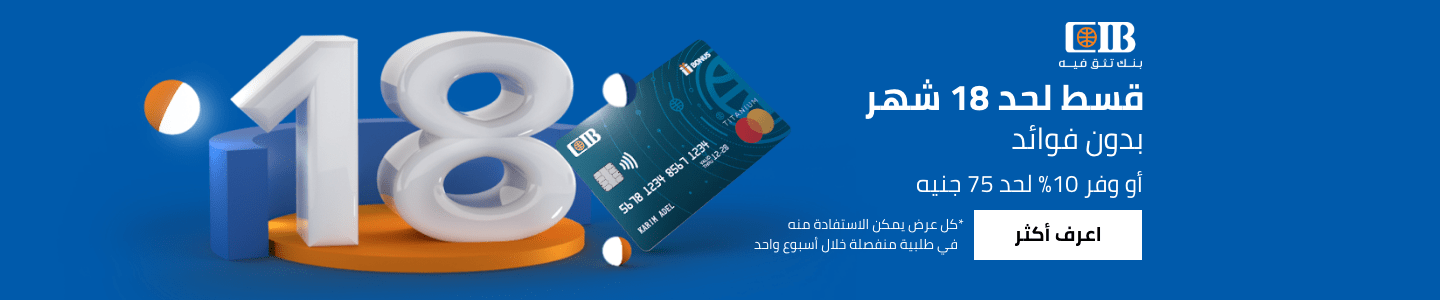 CIB
بنك تثق فيه
قسط لحد 18 شهر
بدون فوائد
أو وفر 10% لحد 75 جنيه
اعرف أكثر
*كل عرض يمكن الاستفادة منه
في طلبية منفصلة خلال أسبوع واحد
18
BONUS
TITANIUM
CIB
5678 1234 8567 1234
VALID THRU 12-28
KARIM ADEL